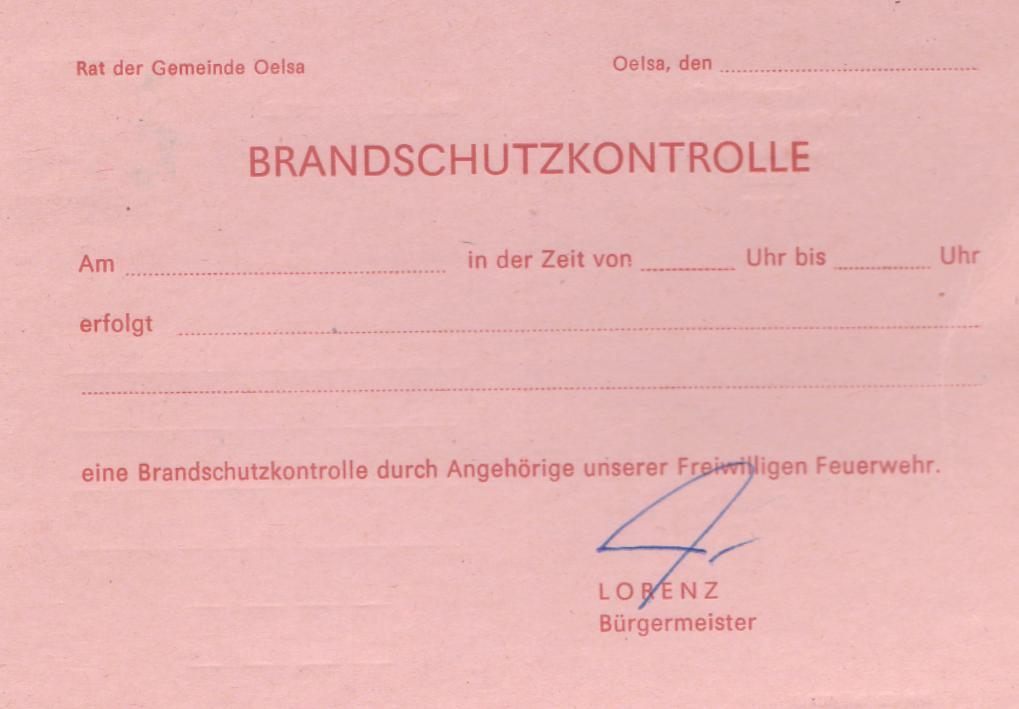 Rat der Gemeinde Oelsa
Oelsa, den
BRANDSCHUTZKONTROLLE
Am in der Zeit von Uhr bis Uhr
erfolgt
eine Brandschutzkontrolle durch Angehörige unserer Freiwilligen Feuerwehr.
LORENZ
Bürgermeister